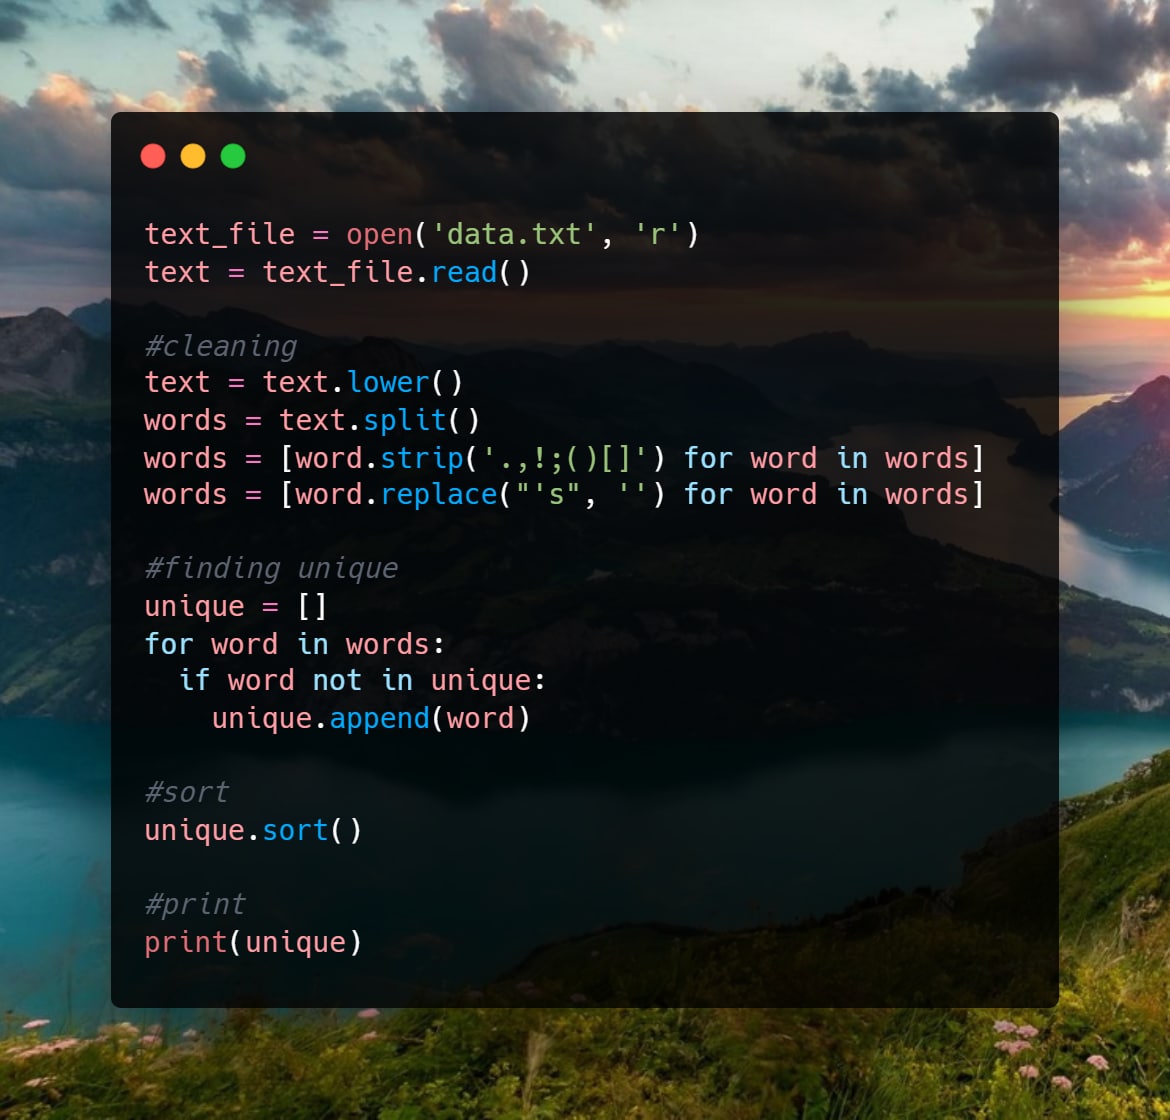 text_file = open('data.txt', 'r')
text = text_file.read()

#cleaning
text = text.lower()
words = text.split()
words = [word.strip('.,!;()[]') for word in words]
words = [word.replace("'s", '') for word in words]

#finding unique
unique = []
for word in words:
  if word not in unique:
    unique.append(word)

#sort
unique.sort()

#print
print(unique)